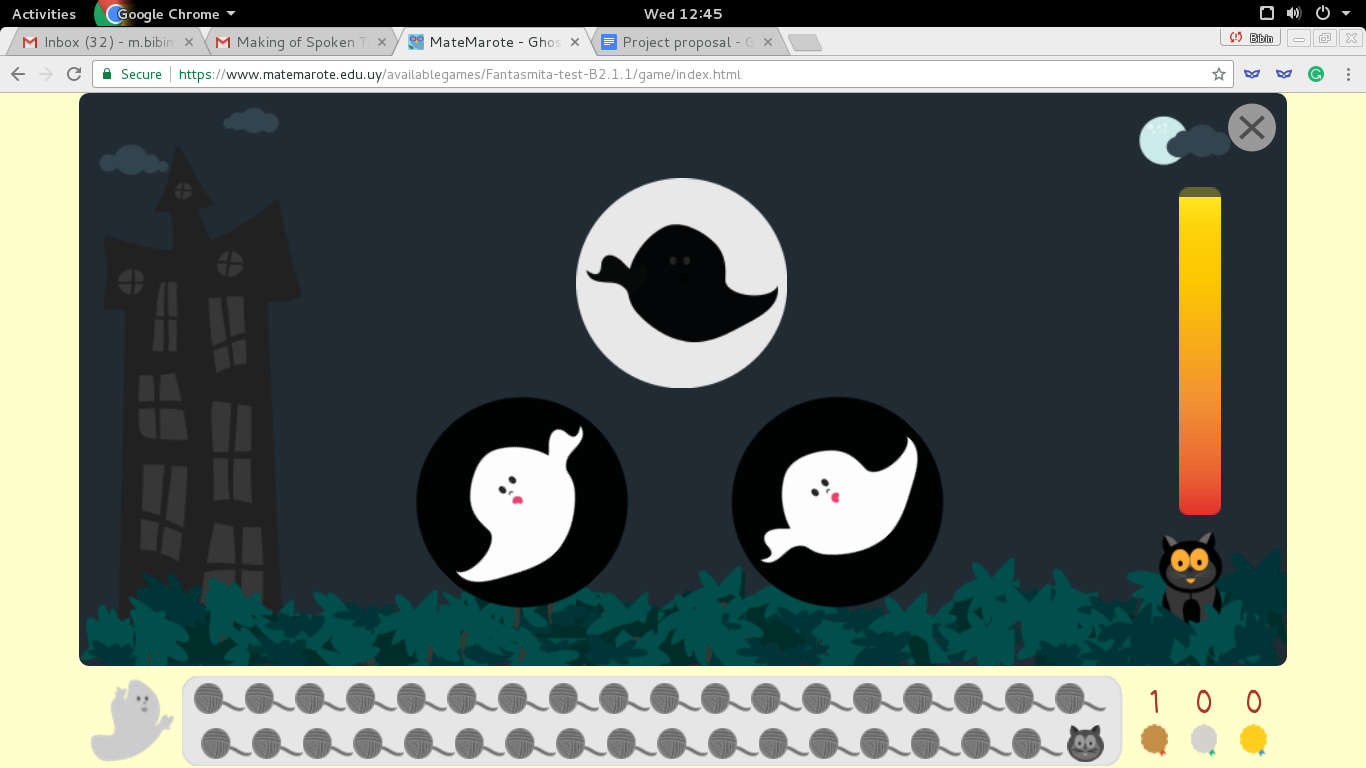 Activities Google Chrome Wed 12:45
Inbox (32) - m.bibin Making of Spoken T MateMarote - Ghos Project proposal - G Bibin
Secure https://www.matemarote.edu.uy/availablegames/Fantasmita-test-B2.1.1/game/index.html
1 0 0